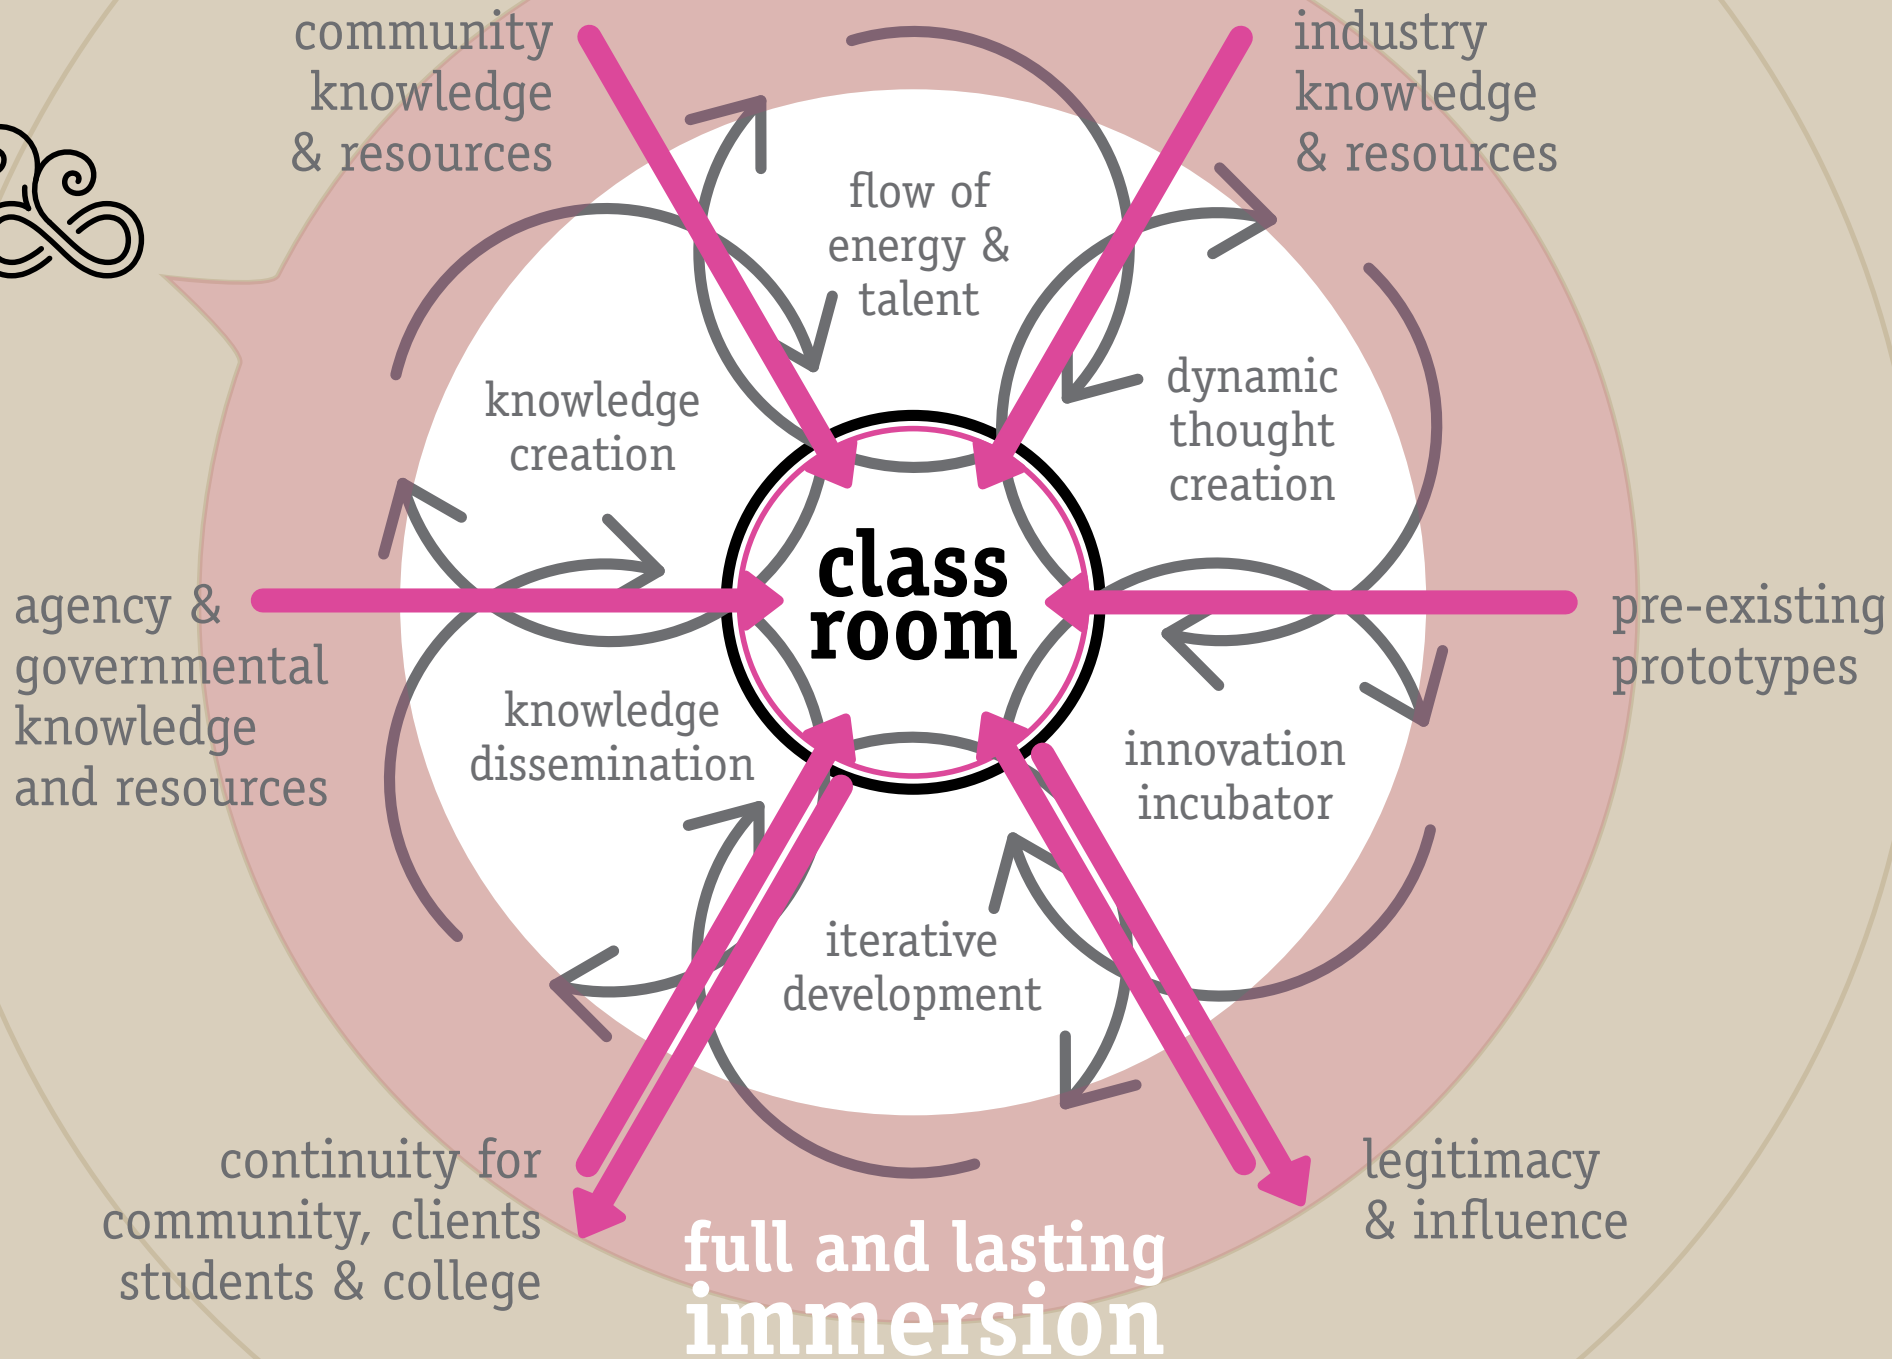 community
knowledge
& resources
industry
knowledge
& resources
flow of
energy &
talent
knowledge
creation
dynamic
thought
creation
class
room
agency &
governmental
knowledge
and resources
pre-existing
prototypes
knowledge
dissemination
innovation
incubator
iterative
development
continuity for
community, clients
students & college
legitimacy
& influence
full and lasting
immersion